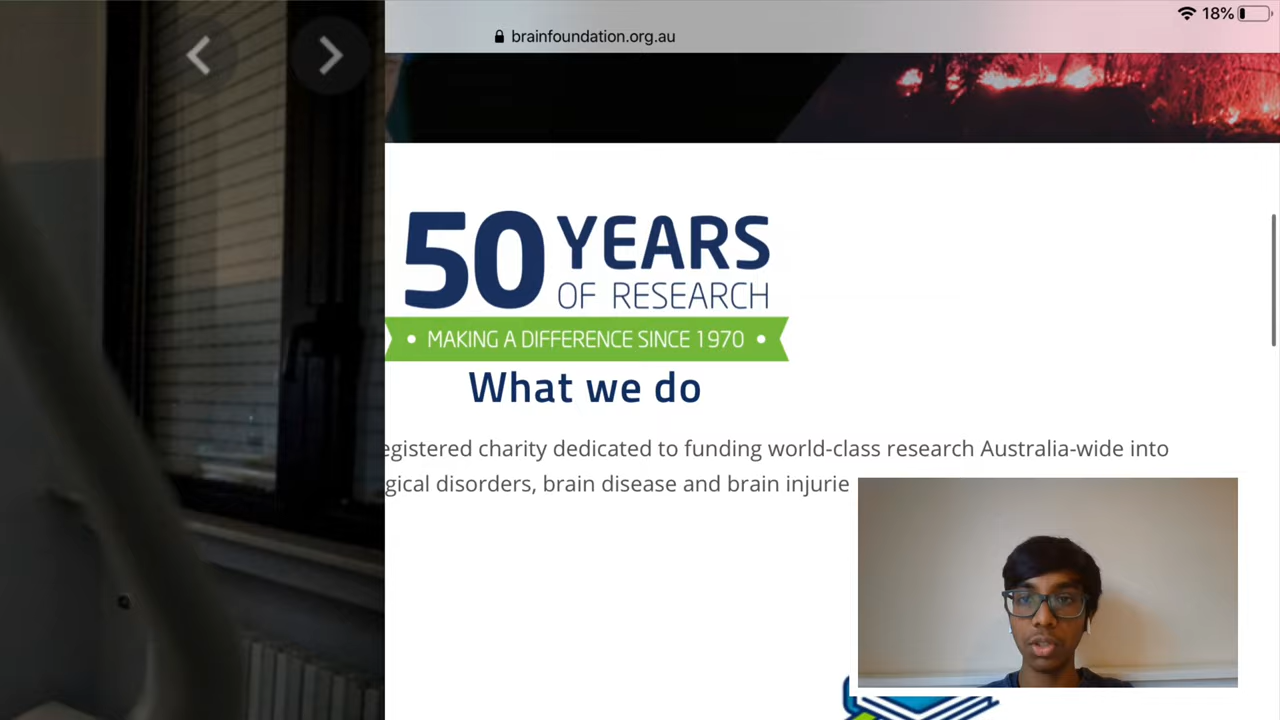 18%
brainfoundation.org.au
50 YEARS
OF RESEARCH
• MAKING A DIFFERENCE SINCE 1970 •
What we do
egistered charity dedicated to funding world-class research Australia-wide into
gical disorders, brain disease and brain injurie